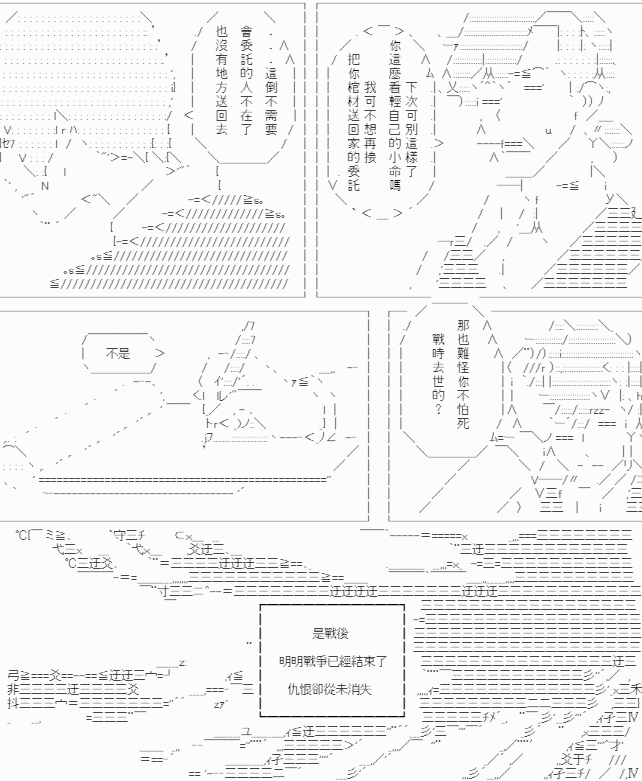 下次可別這樣了
你這麼看輕自己的小命嗎
我可不想再接
把你棺材送回家的委託
．．．這倒不需要
會委託的人不在了
也沒有地方送回去
那也難怪你不怕死
戰時去世的？
不是
是戰後
明明戰爭已經結束了
仇恨卻從未消失